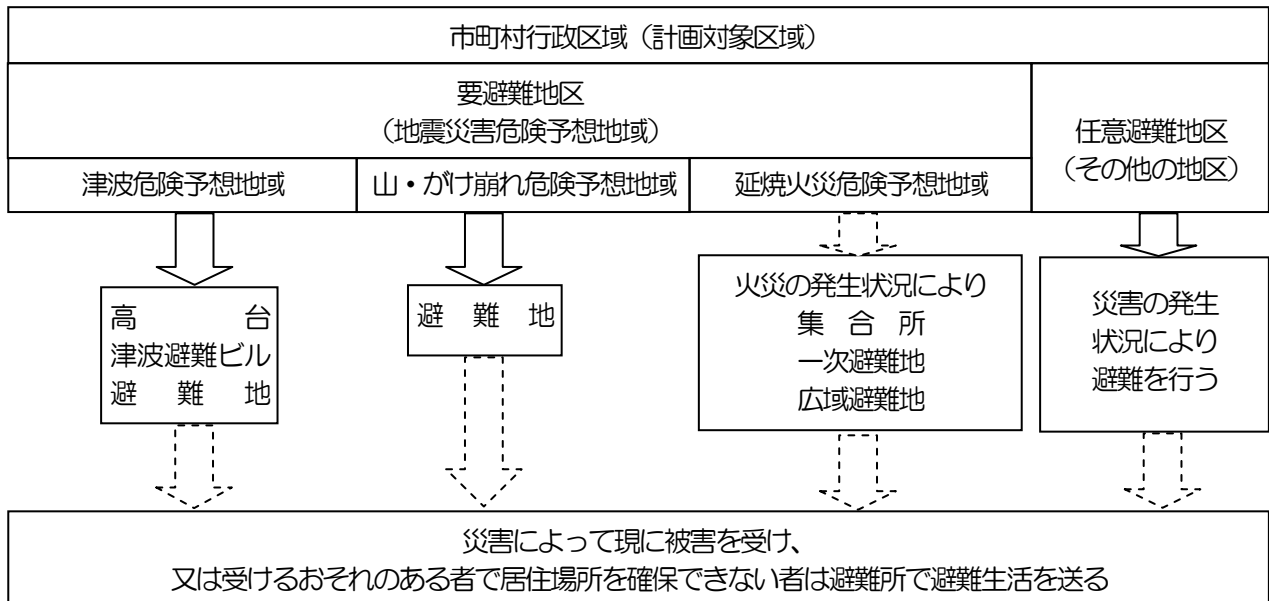 市町村行政区域（計画対象区域）
要避難地区
（地震災害危険予想地域）
任意避難地区
（その他の地区）
津波危険予想地域
山・がけ崩れ危険予想地域
延焼火災危険予想地域
高台
津波避難ビル
避難地
避難地
火災の発生状況により
集合所
一次避難地
広域避難地
災害の発生
状況により
避難を行う
災害によって現に被害を受け、
又は受けるおそれのある者で居住場所を確保できない者は避難所で避難生活を送る